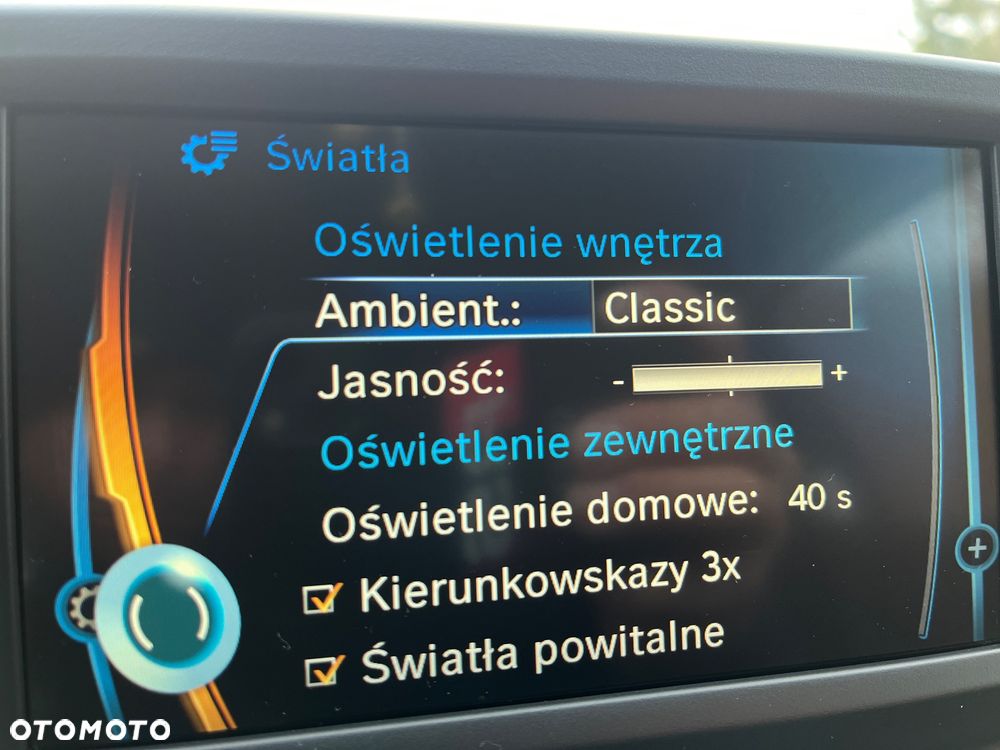 Światła
Oświetlenie wnętrza
Ambient.: Classic
Jasność: - +
Oświetlenie zewnętrzne
Oświetlenie domowe: 40 s
Kierunkowskazy 3x
Światła powitalne
+
OTOMOTO